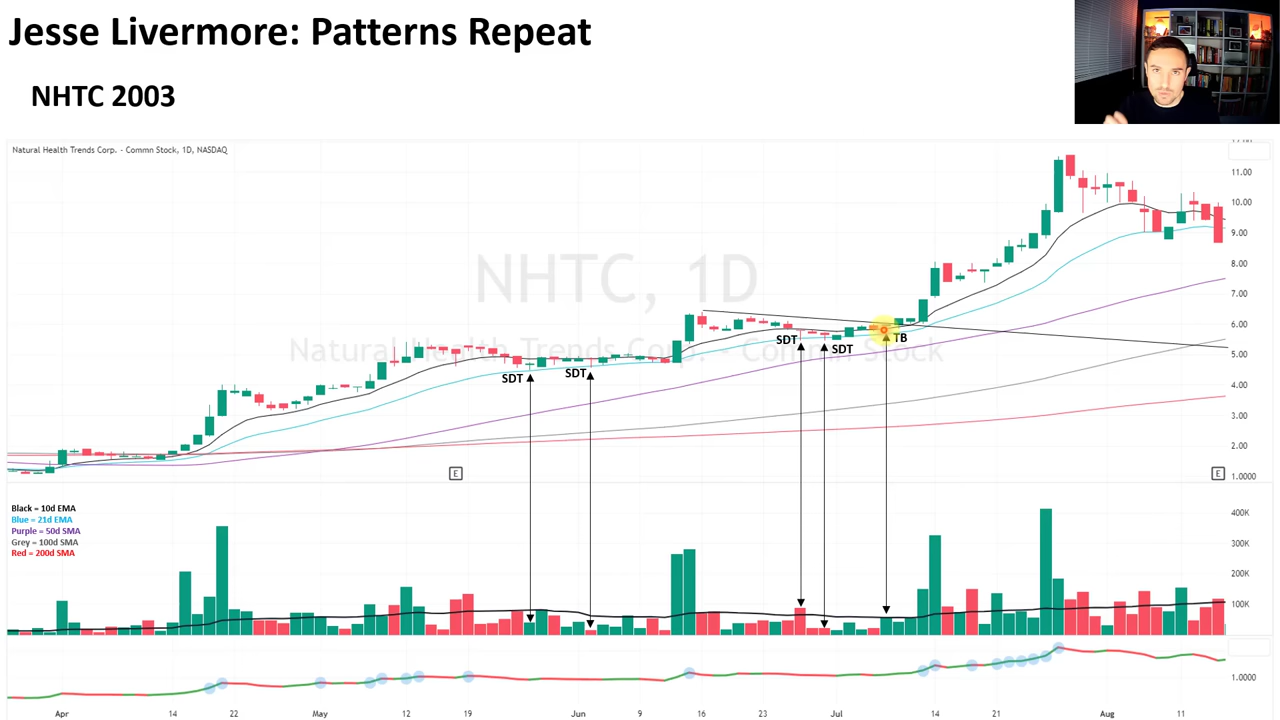 Jesse Livermore: Patterns Repeat
NHTC 2003
Natural Health Trends Corp. - Commn Stock, 1D, NASDAQ
NHTC, 1D
Natural Health Trends Corp. - Commn Stock
11.00
10.00
9.00
8.00
7.00
6.00
5.00
4.00
3.00
2.00
1.0000
SDT
SDT
SDT
SDT
TB
E
E
Black = 10d EMA
Blue = 21d EMA
Purple = 50d SMA
Grey = 100d SMA
Red = 200d SMA
400K
300K
200K
100K
1.0000
Apr 14 22 May 12 19 Jun 9 16 23 Jul 14 21 Aug 11